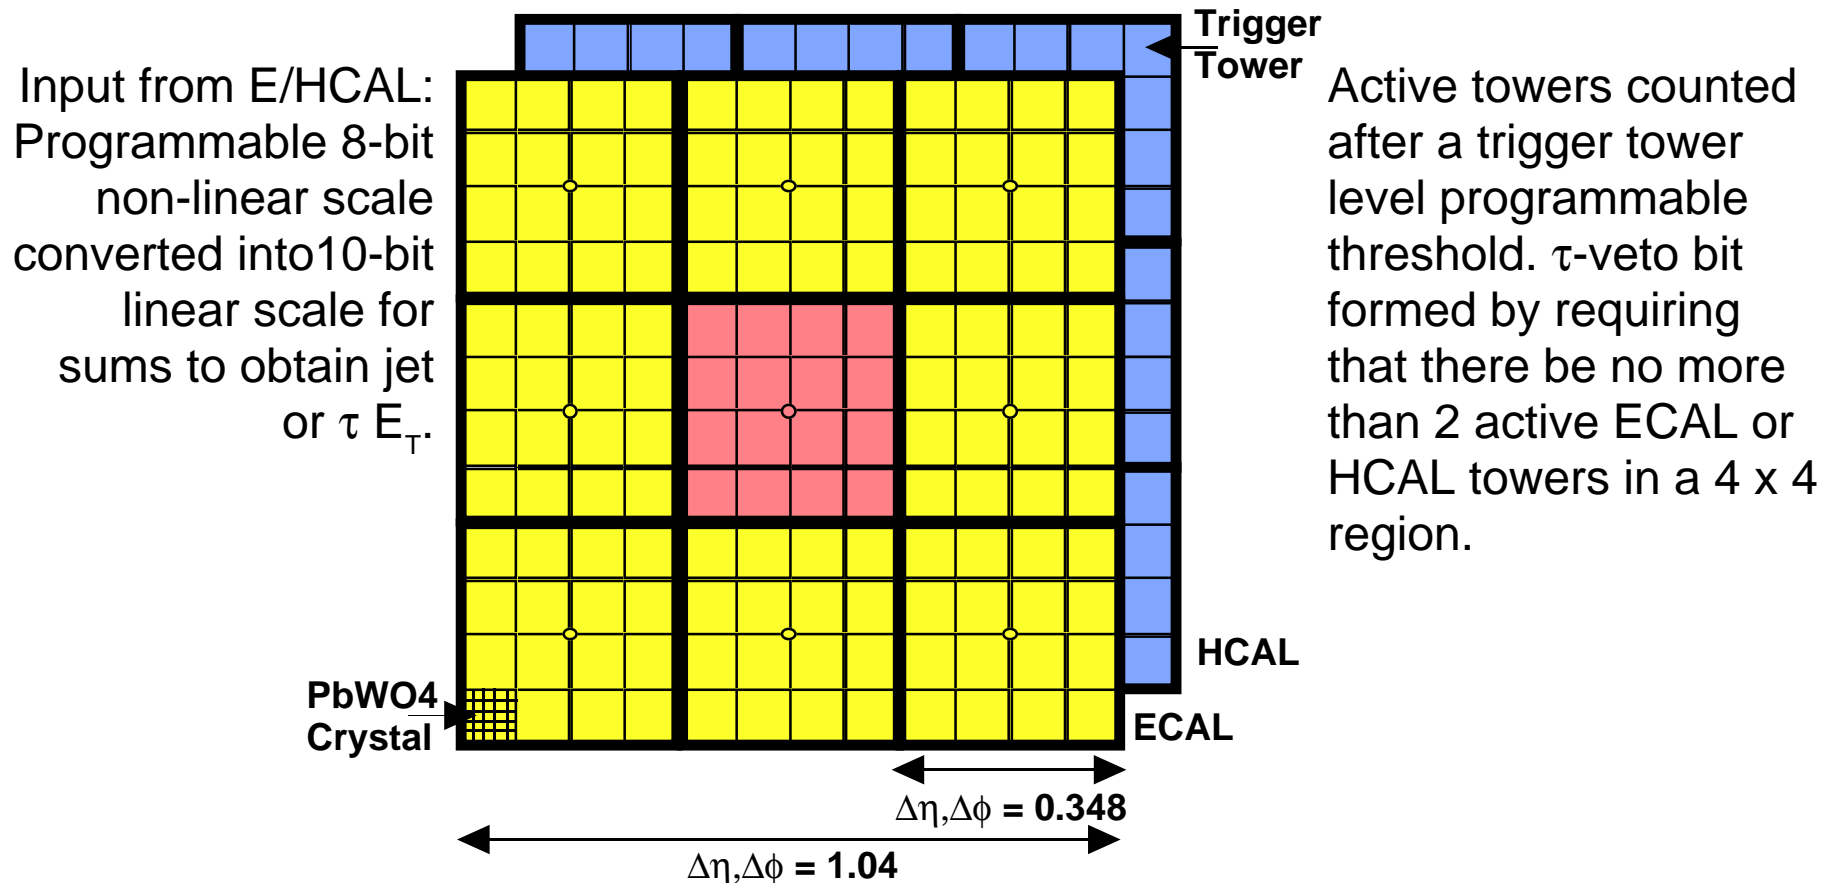 Input from E/HCAL:
Programmable 8-bit
non-linear scale
converted into10-bit
linear scale for
sums to obtain jet
or τ E_T.
Trigger
Tower
Active towers counted
after a trigger tower
level programmable
threshold. τ-veto bit
formed by requiring
that there be no more
than 2 active ECAL or
HCAL towers in a 4 x 4
region.
HCAL
PbWO4
Crystal
ECAL
Δη,Δϕ = 0.348
Δη,Δϕ = 1.04